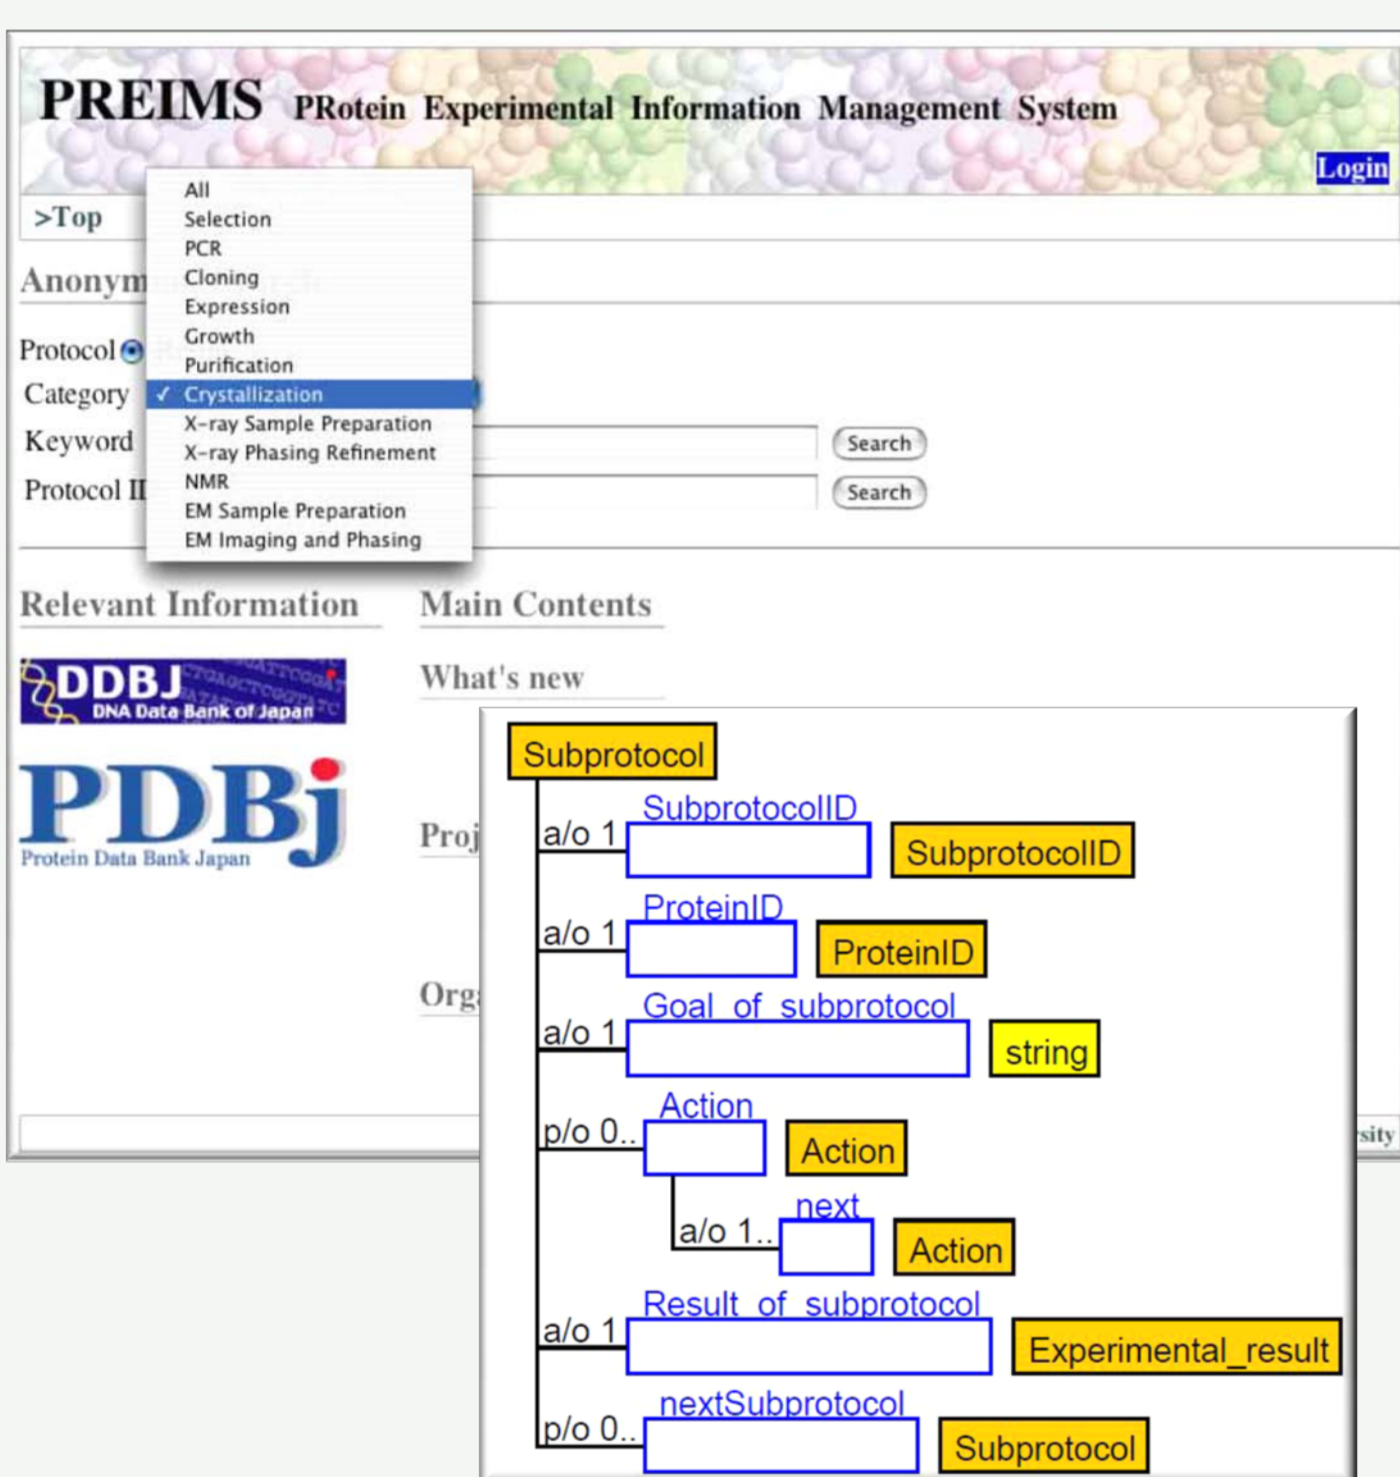 PREIMS PRotein Experimental Information Management System
Login
>Top
All
Selection
PCR
Cloning
Expression
Growth
Purification
✓ Crystallization
X-ray Sample Preparation
X-ray Phasing Refinement
NMR
EM Sample Preparation
EM Imaging and Phasing
Protocol
Category
Keyword
Search
Protocol
Search
Relevant Information
Main Contents
DDBJ
DNA Data Bank of Japan
What's new
PDBj
Protein Data Bank Japan
Subprotocol
SubprotocolID
a/o 1
SubprotocolID
ProteinID
a/o 1
ProteinID
Goal_of_subprotocol
a/o 1
string
Action
p/o 0..
Action
next
a/o 1..
Action
Result_of_subprotocol
a/o 1
Experimental_result
nextSubprotocol
p/o 0..
Subprotocol